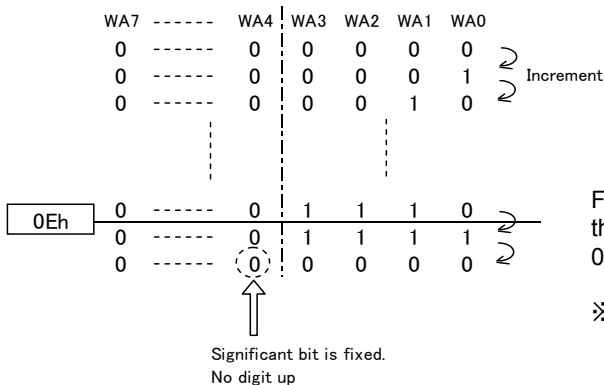 WA7 ------ WA4 WA3 WA2 WA1 WA0
0 ------ 0 0 0 0 0
0 ------ 0 0 0 0 1
Increment
0 ------ 0 0 0 1 0
0Eh
0 ------ 0 1 1 1 0
0 ------ 0 1 1 1 1
0 ------ 0 0 0 0 0
Significant bit is fixed.
No digit up
F
th
0
※